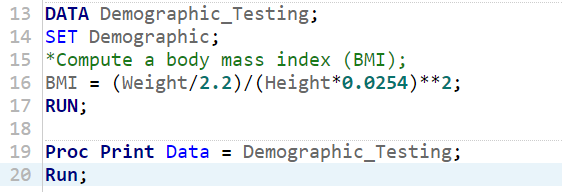 13 DATA Demographic_Testing;
14 SET Demographic;
15 *Compute a body mass index (BMI);
16 BMI = (Weight/2.2)/(Height*0.0254)**2;
17 RUN;
18
19 Proc Print Data = Demographic_Testing;
20 Run;